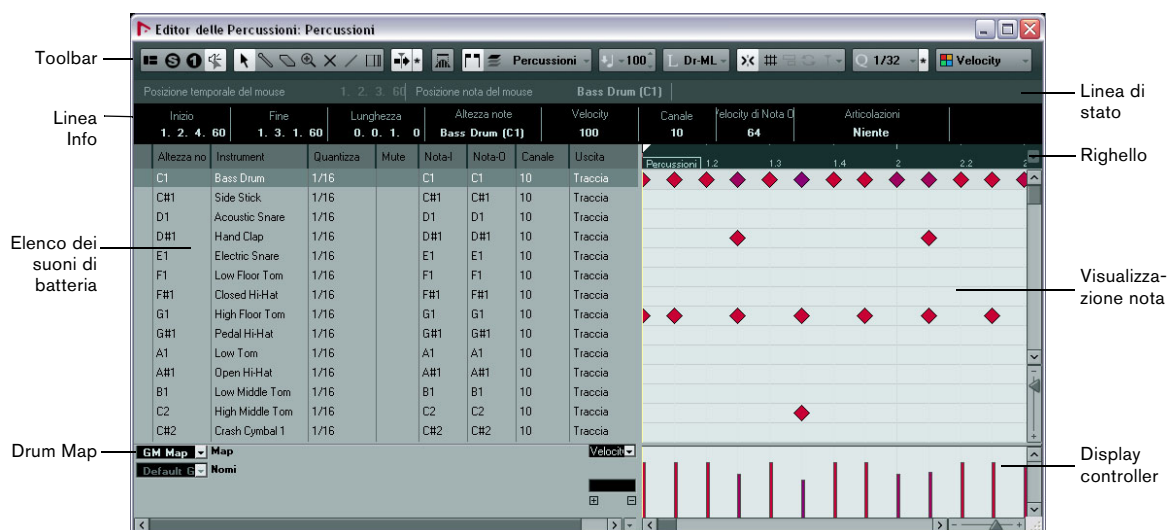 Editor delle Percussioni: Percussioni
Toolbar
Percussioni
100
Dr-ML
1/32
Velocity
Posizione temporale del mouse 1. 2. 3. 60 Posizione nota del mouse Bass Drum (C1)
Linea di
stato
Linea
Info
Inizio Fine Lunghezza Altezza note Velocity Canale Velocity di Nota O Articolazioni
1. 2. 4. 60 1. 3. 1. 60 0. 0. 1. 0 Bass Drum (C1) 100 10 64 Niente
Altezza no Instrument Quantizza Mute Nota-I Nota-O Canale Uscita
Percussioni 1.2 1.3 1.4 2 2.2
Righello
C1 Bass Drum 1/16 C1 C1 10 Traccia
C#1 Side Stick 1/16 C#1 C#1 10 Traccia
D1 Acoustic Snare 1/16 D1 D1 10 Traccia
D#1 Hand Clap 1/16 D#1 D#1 10 Traccia
E1 Electric Snare 1/16 E1 E1 10 Traccia
F1 Low Floor Tom 1/16 F1 F1 10 Traccia
F#1 Closed Hi-Hat 1/16 F#1 F#1 10 Traccia
G1 High Floor Tom 1/16 G1 G1 10 Traccia
G#1 Pedal Hi-Hat 1/16 G#1 G#1 10 Traccia
A1 Low Tom 1/16 A1 A1 10 Traccia
A#1 Open Hi-Hat 1/16 A#1 A#1 10 Traccia
B1 Low Middle Tom 1/16 B1 B1 10 Traccia
C2 High Middle Tom 1/16 C2 C2 10 Traccia
C#2 Crash Cymbal 1 1/16 C#2 C#2 10 Traccia
Elenco dei
suoni di
batteria
Visualizza-
zione nota
Drum Map
GM Map Map Velocit
Default G Nomi
Display
controller